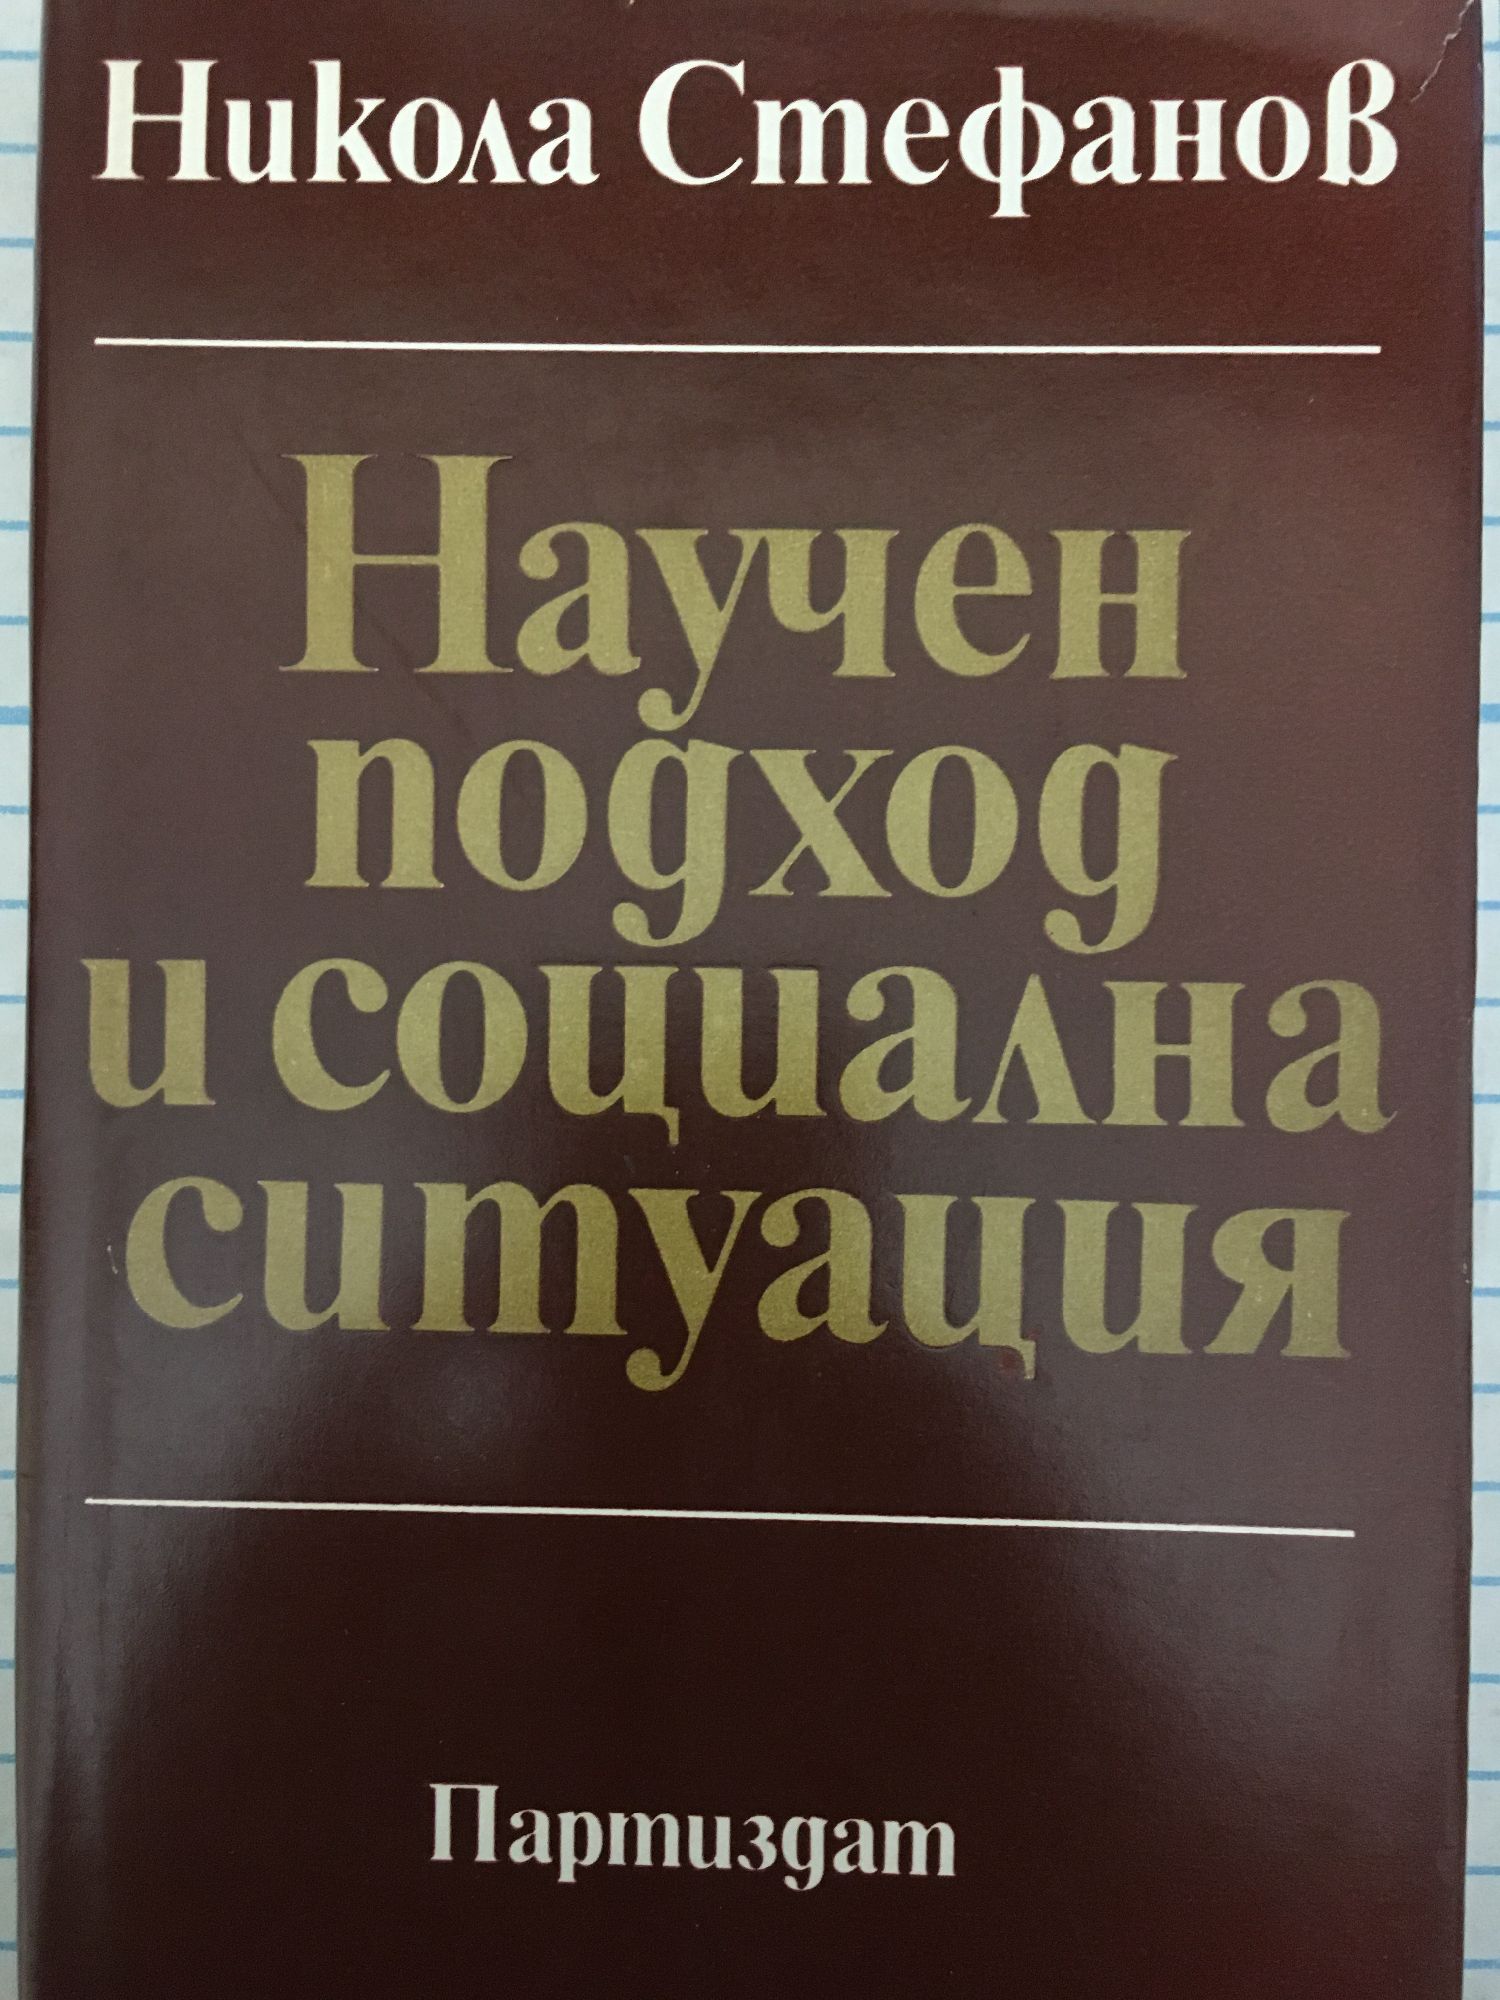 Никола Стефанов
Научен
подход
и социална
ситуация
Партиздат